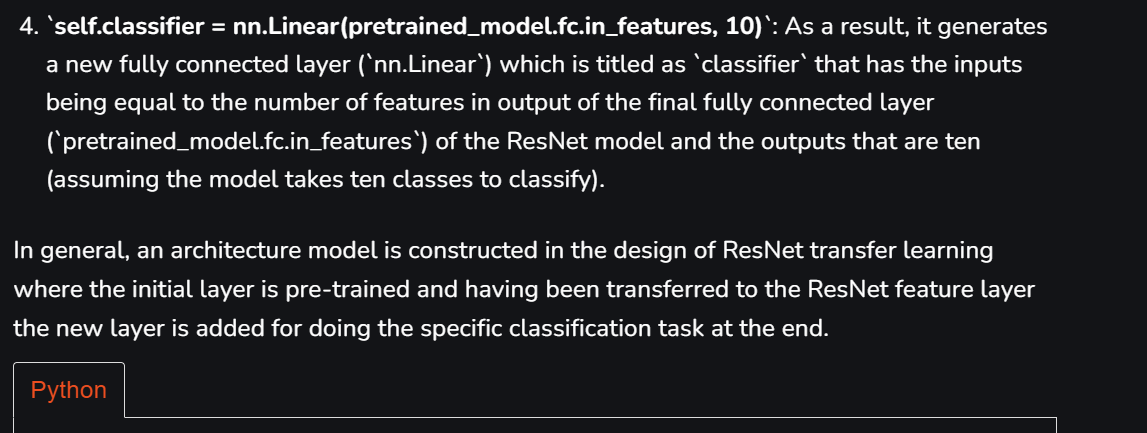 4. `self.classifier = nn.Linear(pretrained_model.fc.in_features, 10)`: As a result, it generates
a new fully connected layer (`nn.Linear`) which is titled as `classifier` that has the inputs
being equal to the number of features in output of the final fully connected layer
(`pretrained_model.fc.in_features`) of the ResNet model and the outputs that are ten
(assuming the model takes ten classes to classify).
In general, an architecture model is constructed in the design of ResNet transfer learning
where the initial layer is pre-trained and having been transferred to the ResNet feature layer
the new layer is added for doing the specific classification task at the end.
Python